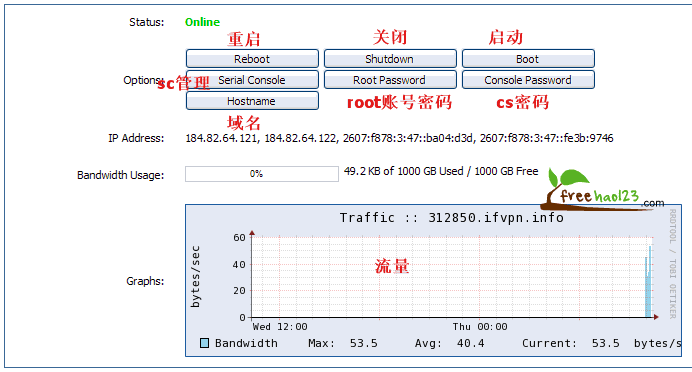 Status: Online
重启 关闭 启动
Reboot Shutdown Boot
Options: sc管理 Serial Console Root Password Console Password
Hostname root账号密码 cs密码
域名
IP Address: 184.82.64.121, 184.82.64.122, 2607:f878:3:47::ba04:d3d, 2607:f878:3:47::fe3b:9746
Bandwidth Usage: 0% 49.2 KB of 1000 GB Used / 1000 GB Free
freehao123.com
Traffic :: 312850.ifvpn.info
RRDTOOL / TOBI OETIKER
bytes/sec
60
40
20
0
流量
Graphs:
Wed 12:00 Thu 00:00
Bandwidth Max: 53.5 Avg: 40.4 Current: 53.5 bytes/s